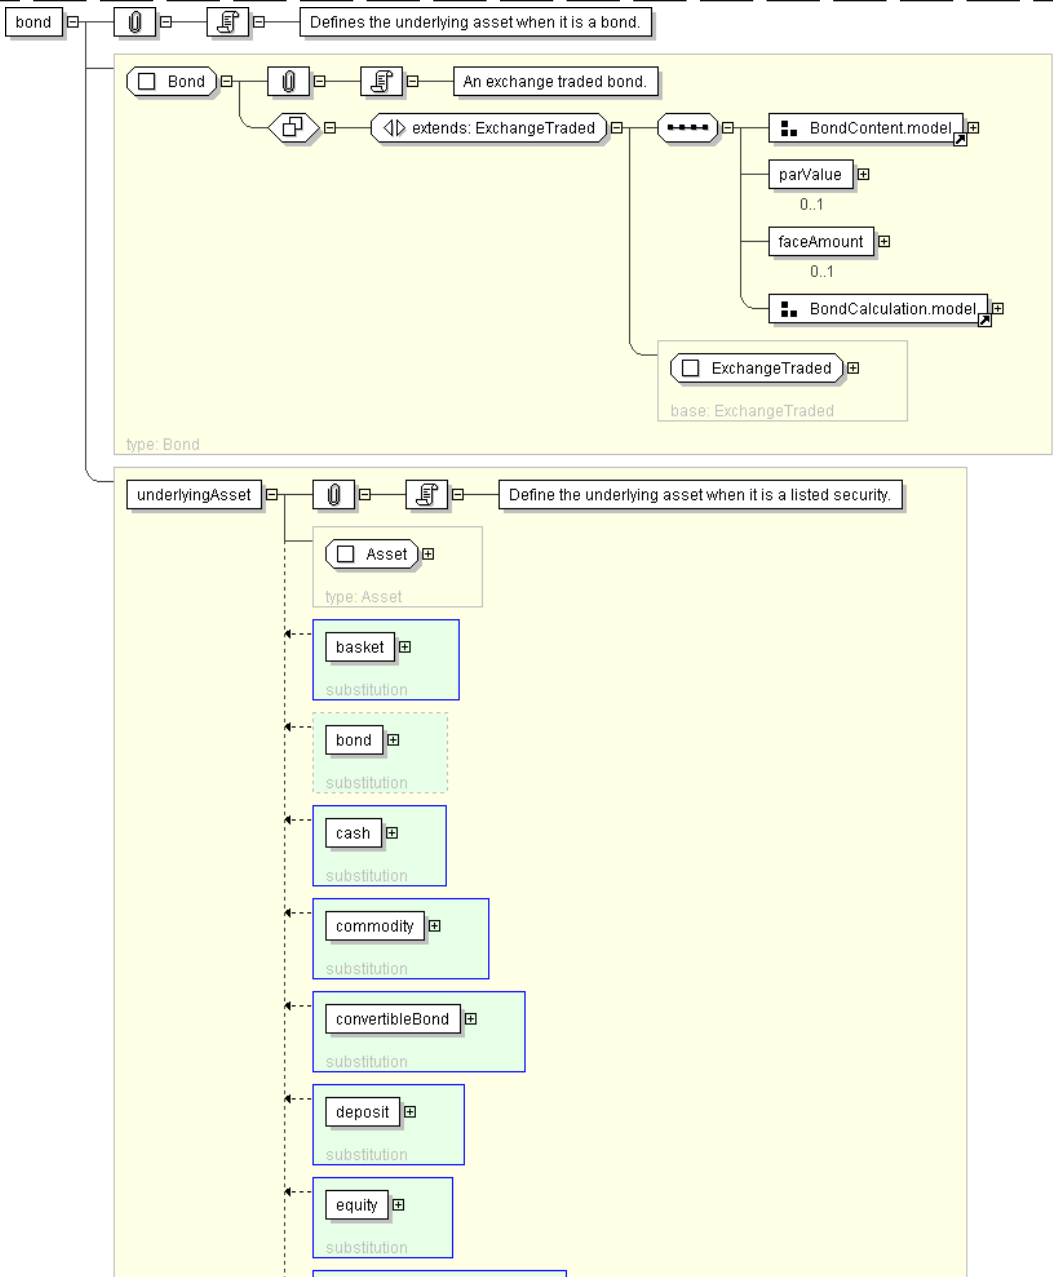 bond
Defines the underlying asset when it is a bond.
Bond
An exchange traded bond.
extends: ExchangeTraded
BondContent.model
parValue
0..1
faceAmount
0..1
BondCalculation.model
ExchangeTraded
base: ExchangeTraded
type: Bond
underlyingAsset
Define the underlying asset when it is a listed security.
Asset
type: Asset
basket
substitution
bond
substitution
cash
substitution
commodity
substitution
convertibleBond
substitution
deposit
substitution
equity
substitution